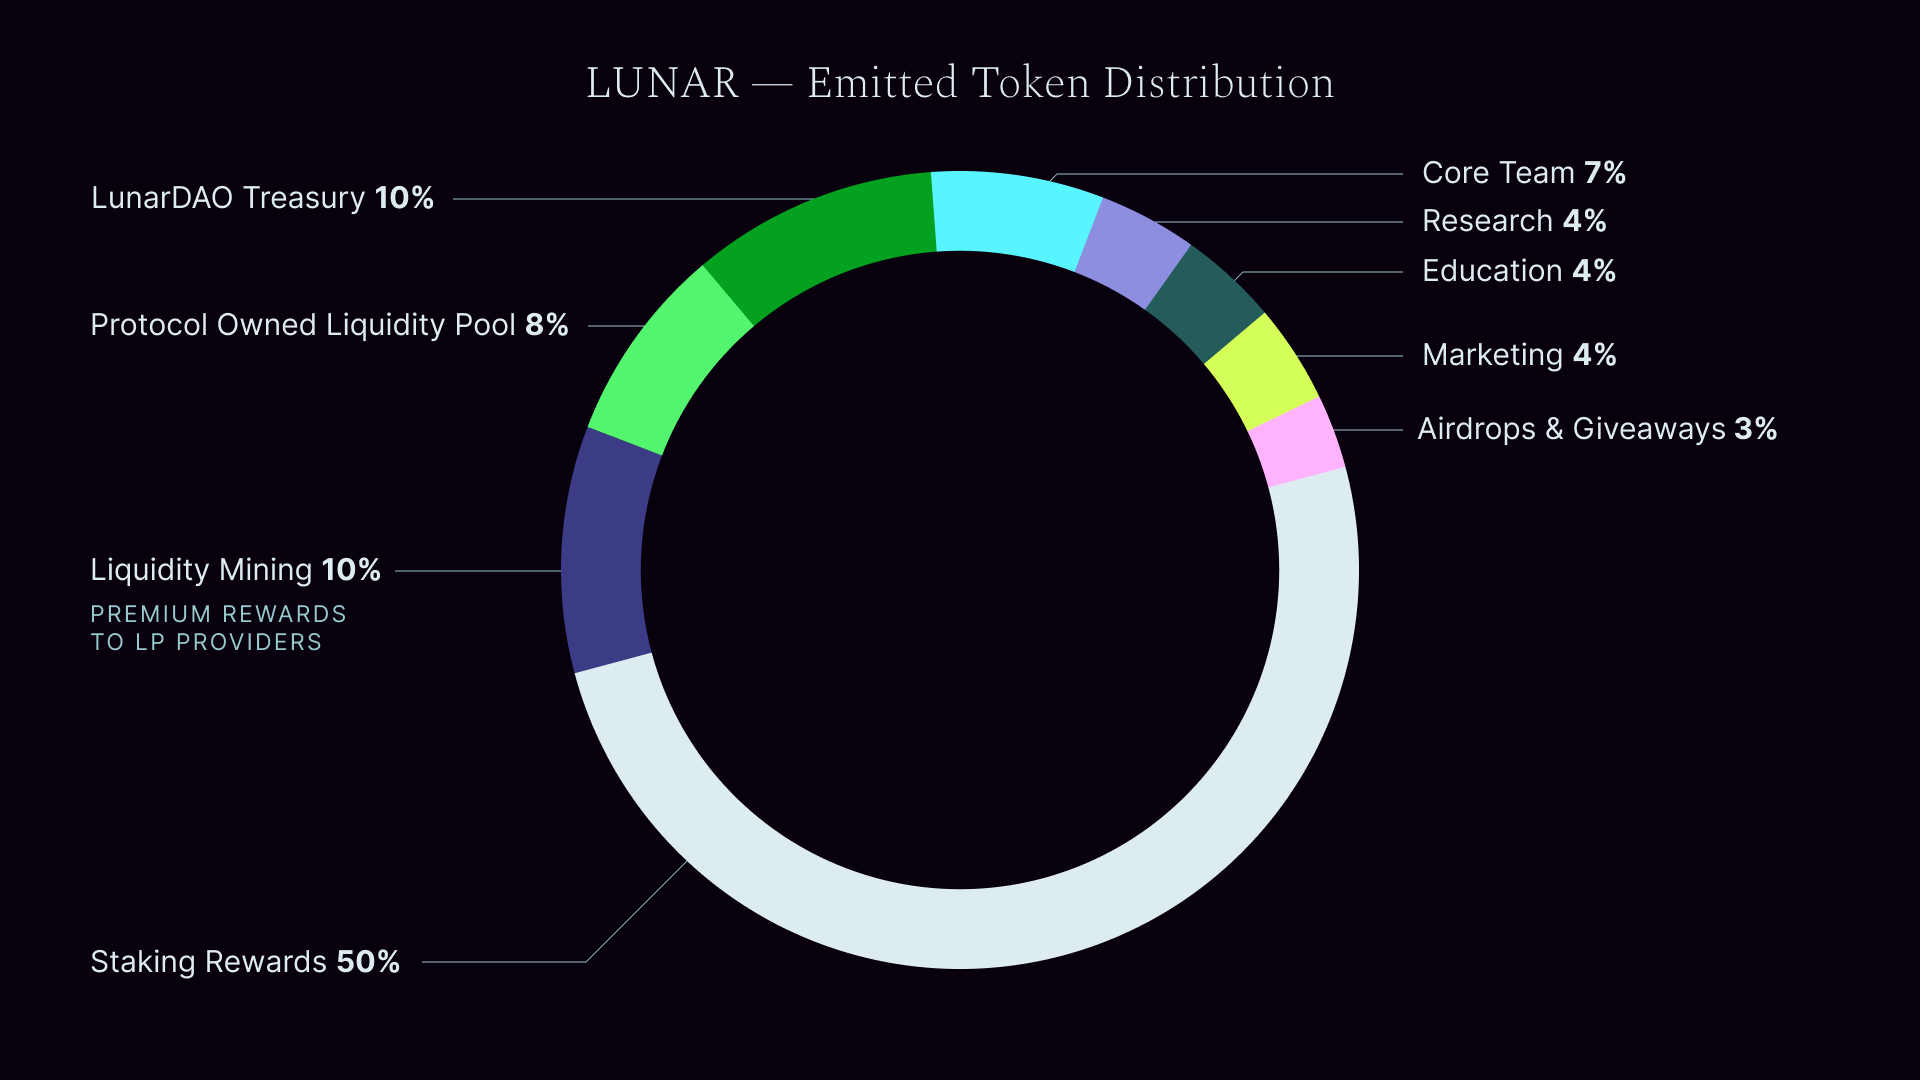 LUNAR — Emitted Token Distribution
LunarDAO Treasury 10%
Protocol Owned Liquidity Pool 8%
Liquidity Mining 10%
PREMIUM REWARDS
TO LP PROVIDERS
Staking Rewards 50%
Core Team 7%
Research 4%
Education 4%
Marketing 4%
Airdrops & Giveaways 3%